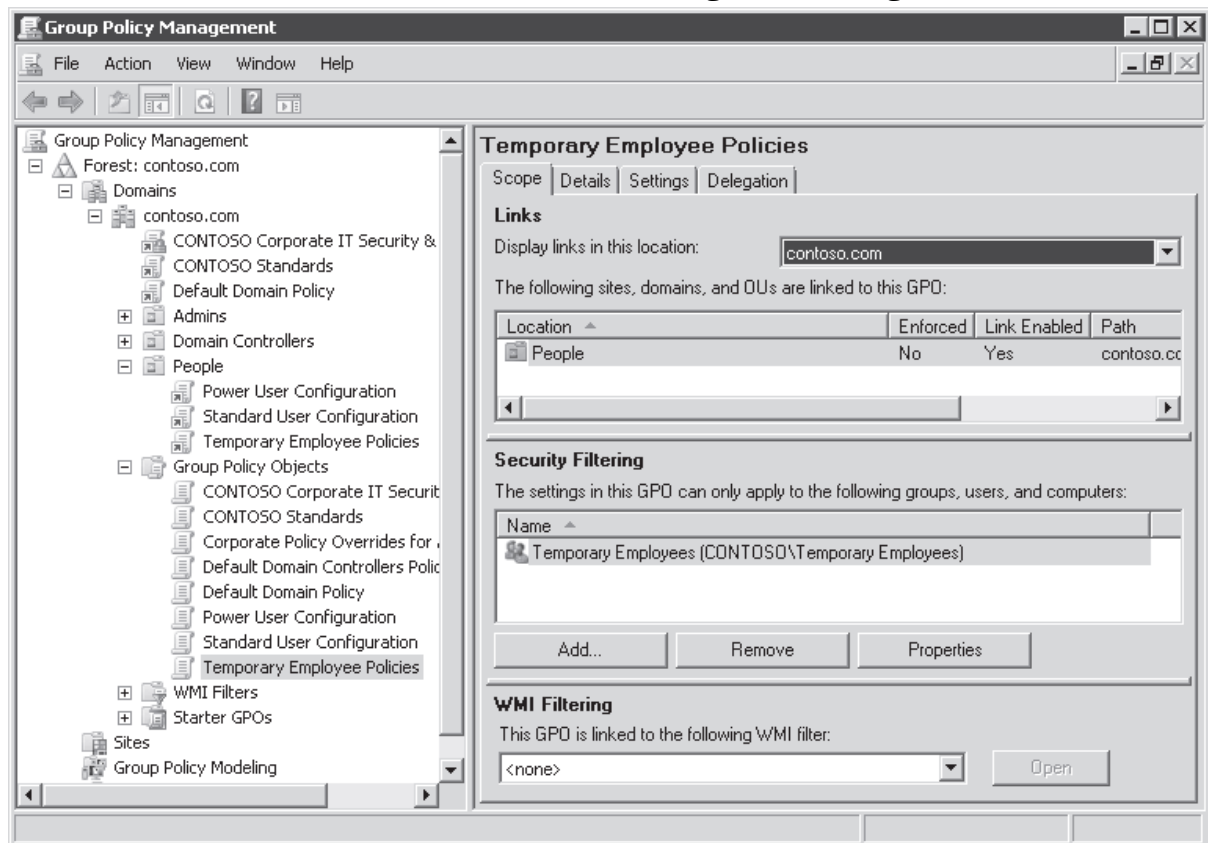 Group Policy Management
File Action View Window Help
Group Policy Management
Forest: contoso.com
Domains
contoso.com
CONTOSO Corporate IT Security &
CONTOSO Standards
Default Domain Policy
Admins
Domain Controllers
People
Power User Configuration
Standard User Configuration
Temporary Employee Policies
Group Policy Objects
CONTOSO Corporate IT Securit
CONTOSO Standards
Corporate Policy Overrides for
Default Domain Controllers Polic
Default Domain Policy
Power User Configuration
Standard User Configuration
Temporary Employee Policies
WMI Filters
Starter GPOs
Sites
Group Policy Modeling
Temporary Employee Policies
Scope Details Settings Delegation
Links
Display links in this location: contoso.com
The following sites, domains, and OUs are linked to this GPO:
Location Enforced Link Enabled Path
People No Yes contoso.cc
Security Filtering
The settings in this GPO can only apply to the following groups, users, and computers:
Name
Temporary Employees (CONTOSO\Temporary Employees)
Add... Remove Properties
WMI Filtering
This GPO is linked to the following WMI filter:
<none> Open